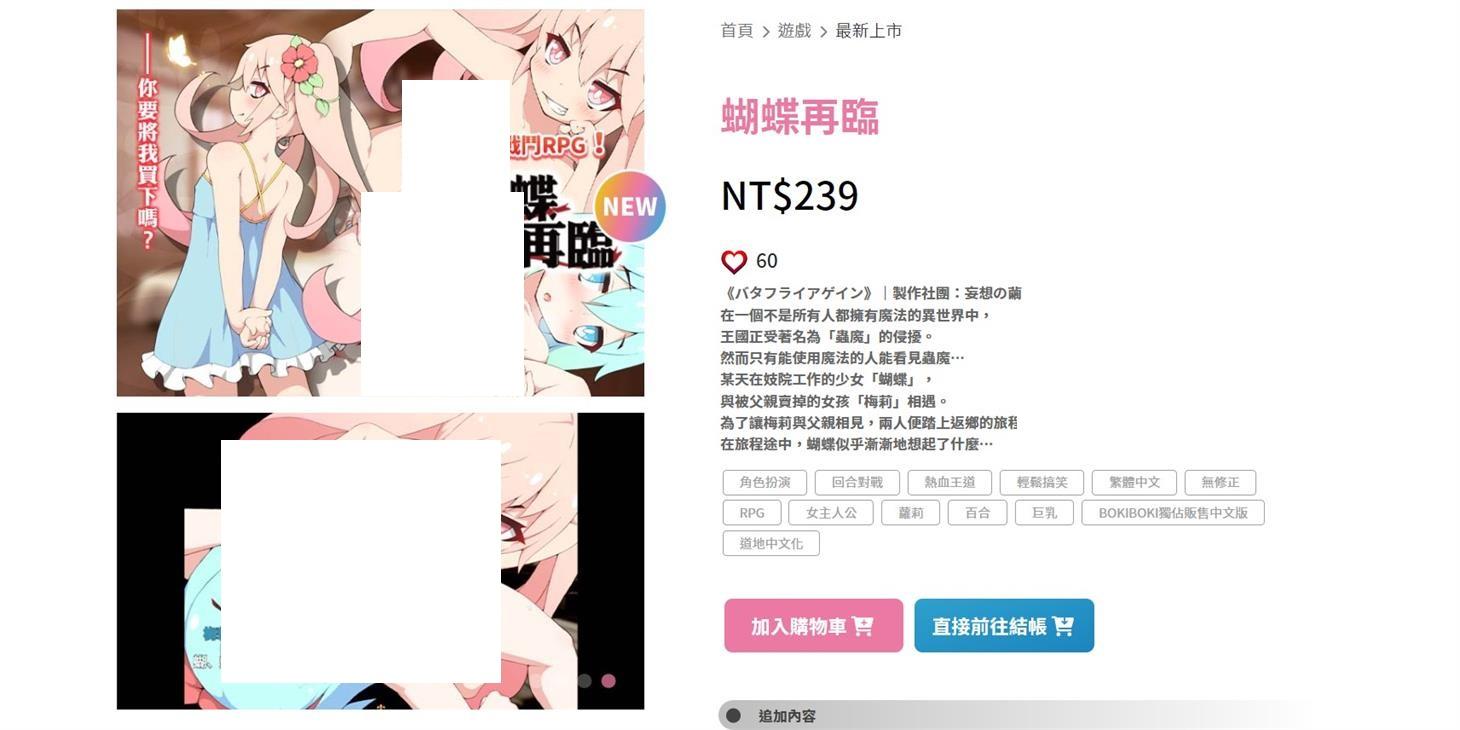 首頁 > 遊戲 > 最新上市
蝴蝶再臨
NT$239
60
《バタフライアゲイン》｜製作社團：妄想の繭
在一個不是所有人都擁有魔法的異世界中，
王國正受著名為「蟲魔」的侵擾。
然而只有能使用魔法的人能看見蟲魔…
某天在妓院工作的少女「蝴蝶」，
與被父親賣掉的女孩「梅莉」相遇。
為了讓梅莉與父親相見，兩人便踏上返鄉的旅程
在旅程途中，蝴蝶似乎漸漸地想起了什麼…
角色扮演 回合對戰 熱血王道 輕鬆搞笑 繁體中文 無修正
RPG 女主人公 蘿莉 百合 巨乳 BOKIBOKI獨佔販售中文版
道地中文化
加入購物車 直接前往結帳
追加內容
——你要將我買下嗎？
戰鬥RPG！
蝶
再臨
NEW